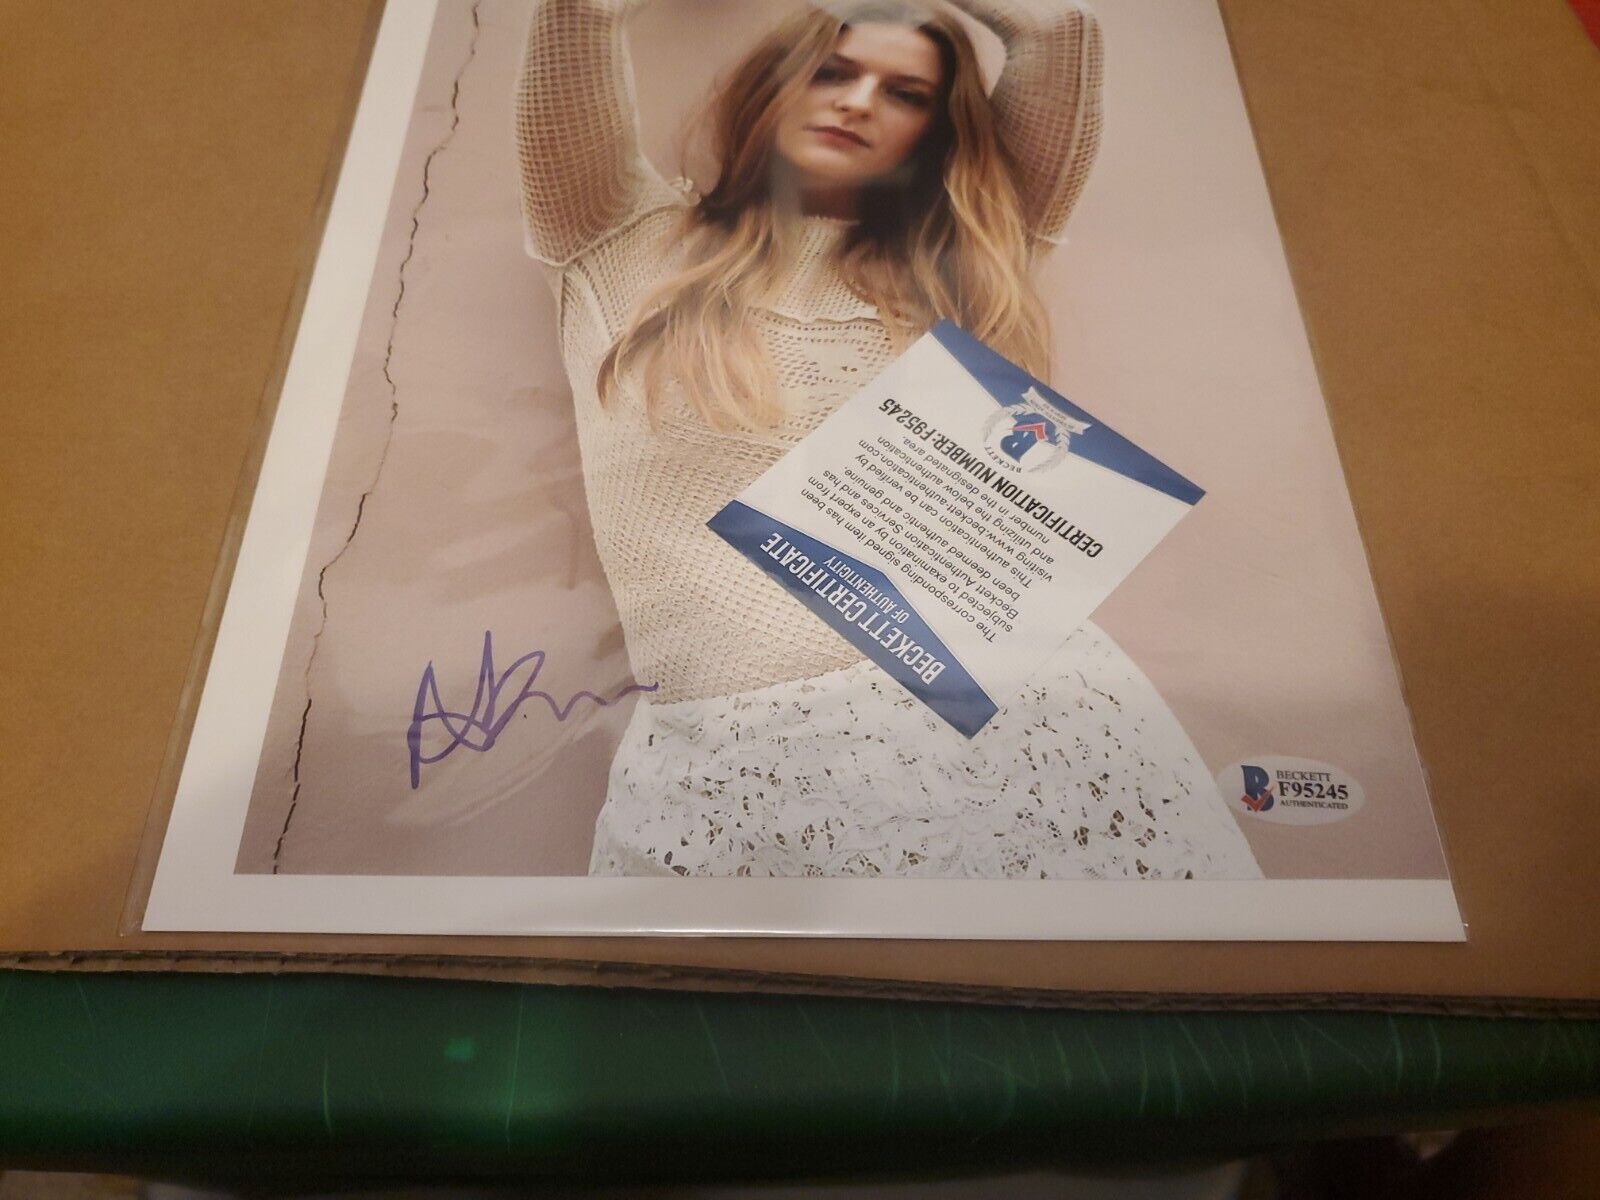 BECKETT CERTIFICATE
OF AUTHENTICITY
The corresponding signed item has been
subjected to examination by an expert from
Beckett Authentication Services and has
been deemed authentic and genuine.
This authentication can be verified by
visiting www.beckett-authentication.com
and utilizing the below authentication
number in the designated area.
CERTIFICATION NUMBER: F95245
BECKETT
B
BECKETT
F95245
AUTHENTICATED